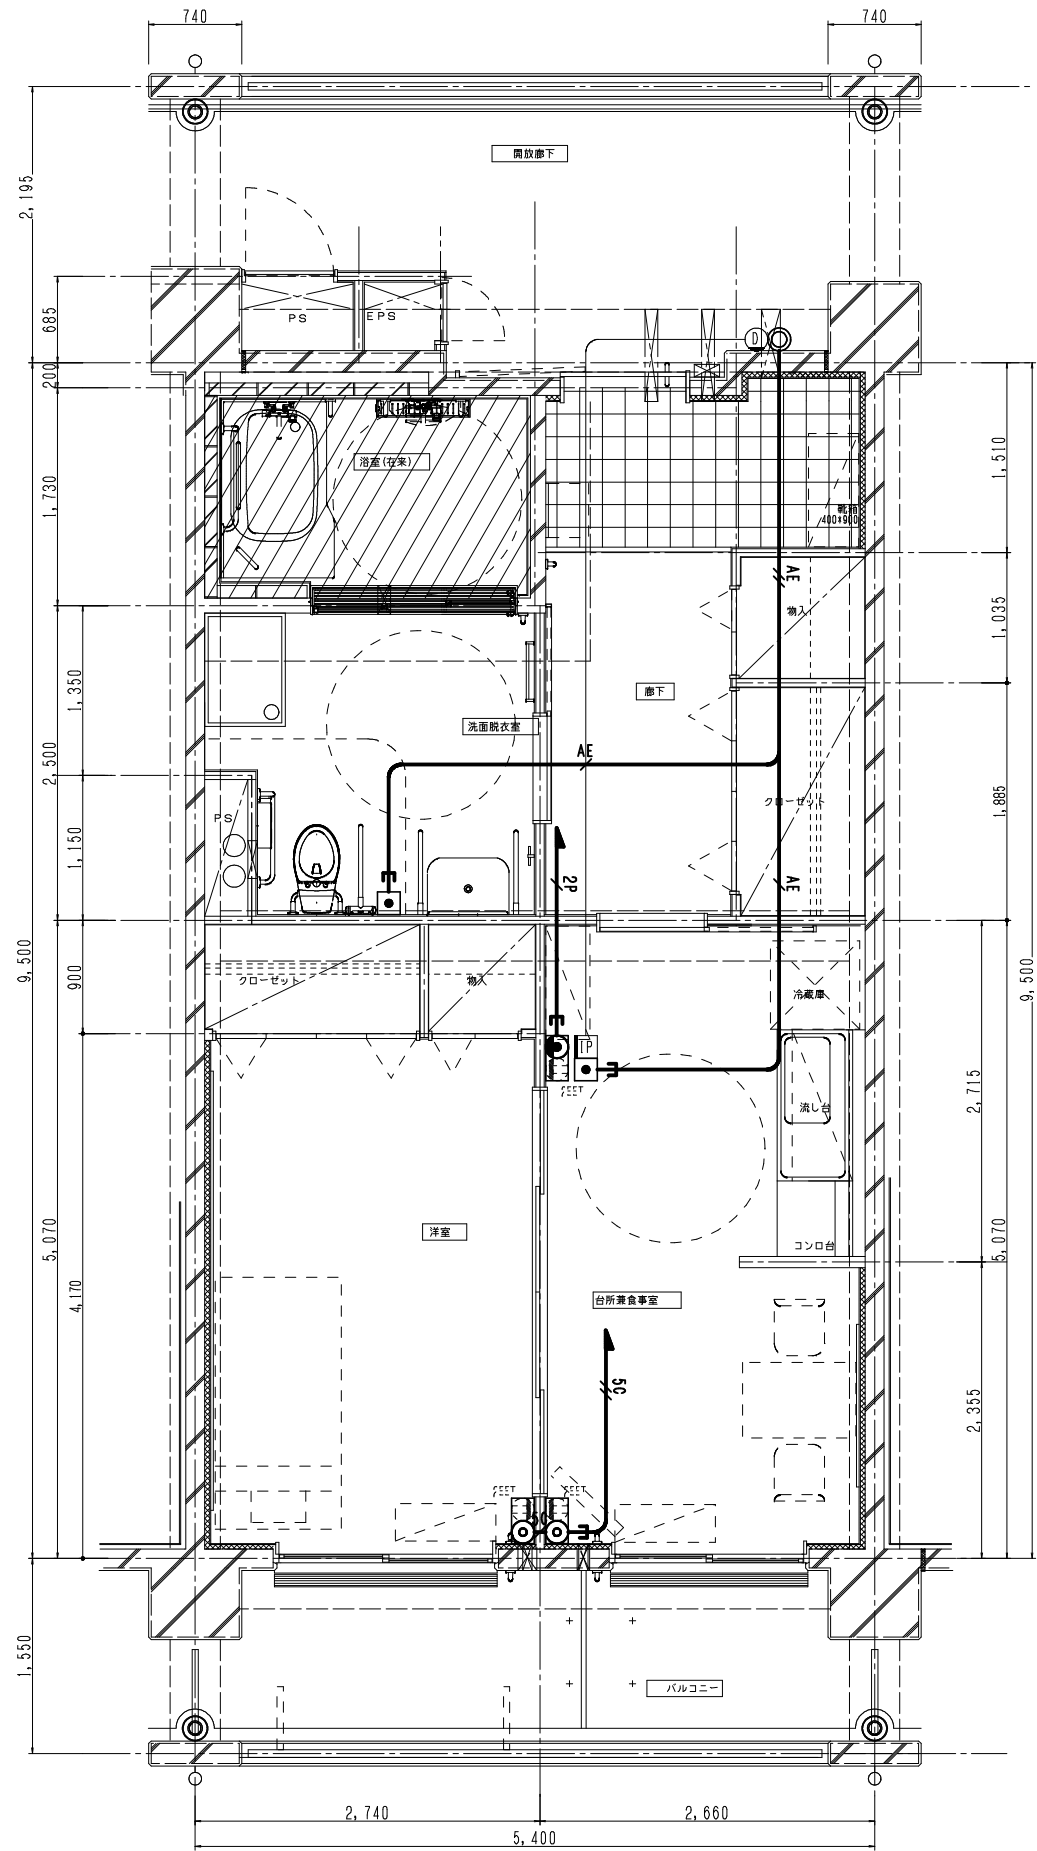 740
740
開放廊下
2,195
PS
EPS
685
D
200
浴室(在来)
1,510
1,730
靴箱
400*900
AE
物入
1,035
1,350
廊下
洗面脱衣室
AE
2,500
クローゼット
1,885
PS
1,150
2P
AE
9,500
900
クローゼット
物入
冷蔵庫
9,500
TP
CEET
流し台
2,715
洋室
コンロ台
5,070
5,070
4,170
台所兼食事室
5C
2,355
CEET
CEET
5C
1,550
バルコニー
2,740
2,660
5,400